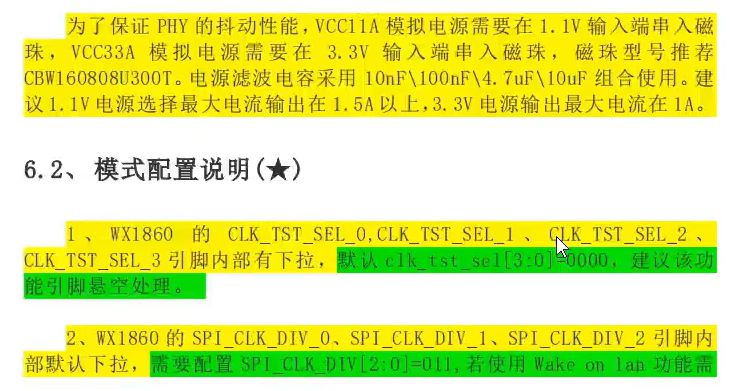 为了保证 PHY 的抖动性能，VCC11A 模拟电源需要在 1.1V 输入端串入磁
珠，VCC33A 模拟电源需要在 3.3V 输入端串入磁珠，磁珠型号推荐
CBW160808U300T。电源滤波电容采用 10nF\100nF\4.7uF\10uF 组合使用。建
议 1.1V 电源选择最大电流输出在 1.5A 以上，3.3V 电源输出最大电流在 1A。
6.2、模式配置说明(★)
1、WX1860 的 CLK_TST_SEL_0,CLK_TST_SEL_1、CLK_TST_SEL_2、
CLK_TST_SEL_3 引脚内部有下拉，默认 clk_tst_sel[3:0]=0000，建议该功
能引脚悬空处理。
2、WX1860 的 SPI_CLK_DIV_0、SPI_CLK_DIV_1、SPI_CLK_DIV_2 引脚内
部默认下拉，需要配置 SPI_CLK_DIV[2:0]=011,若使用 Wake on lan 功能需